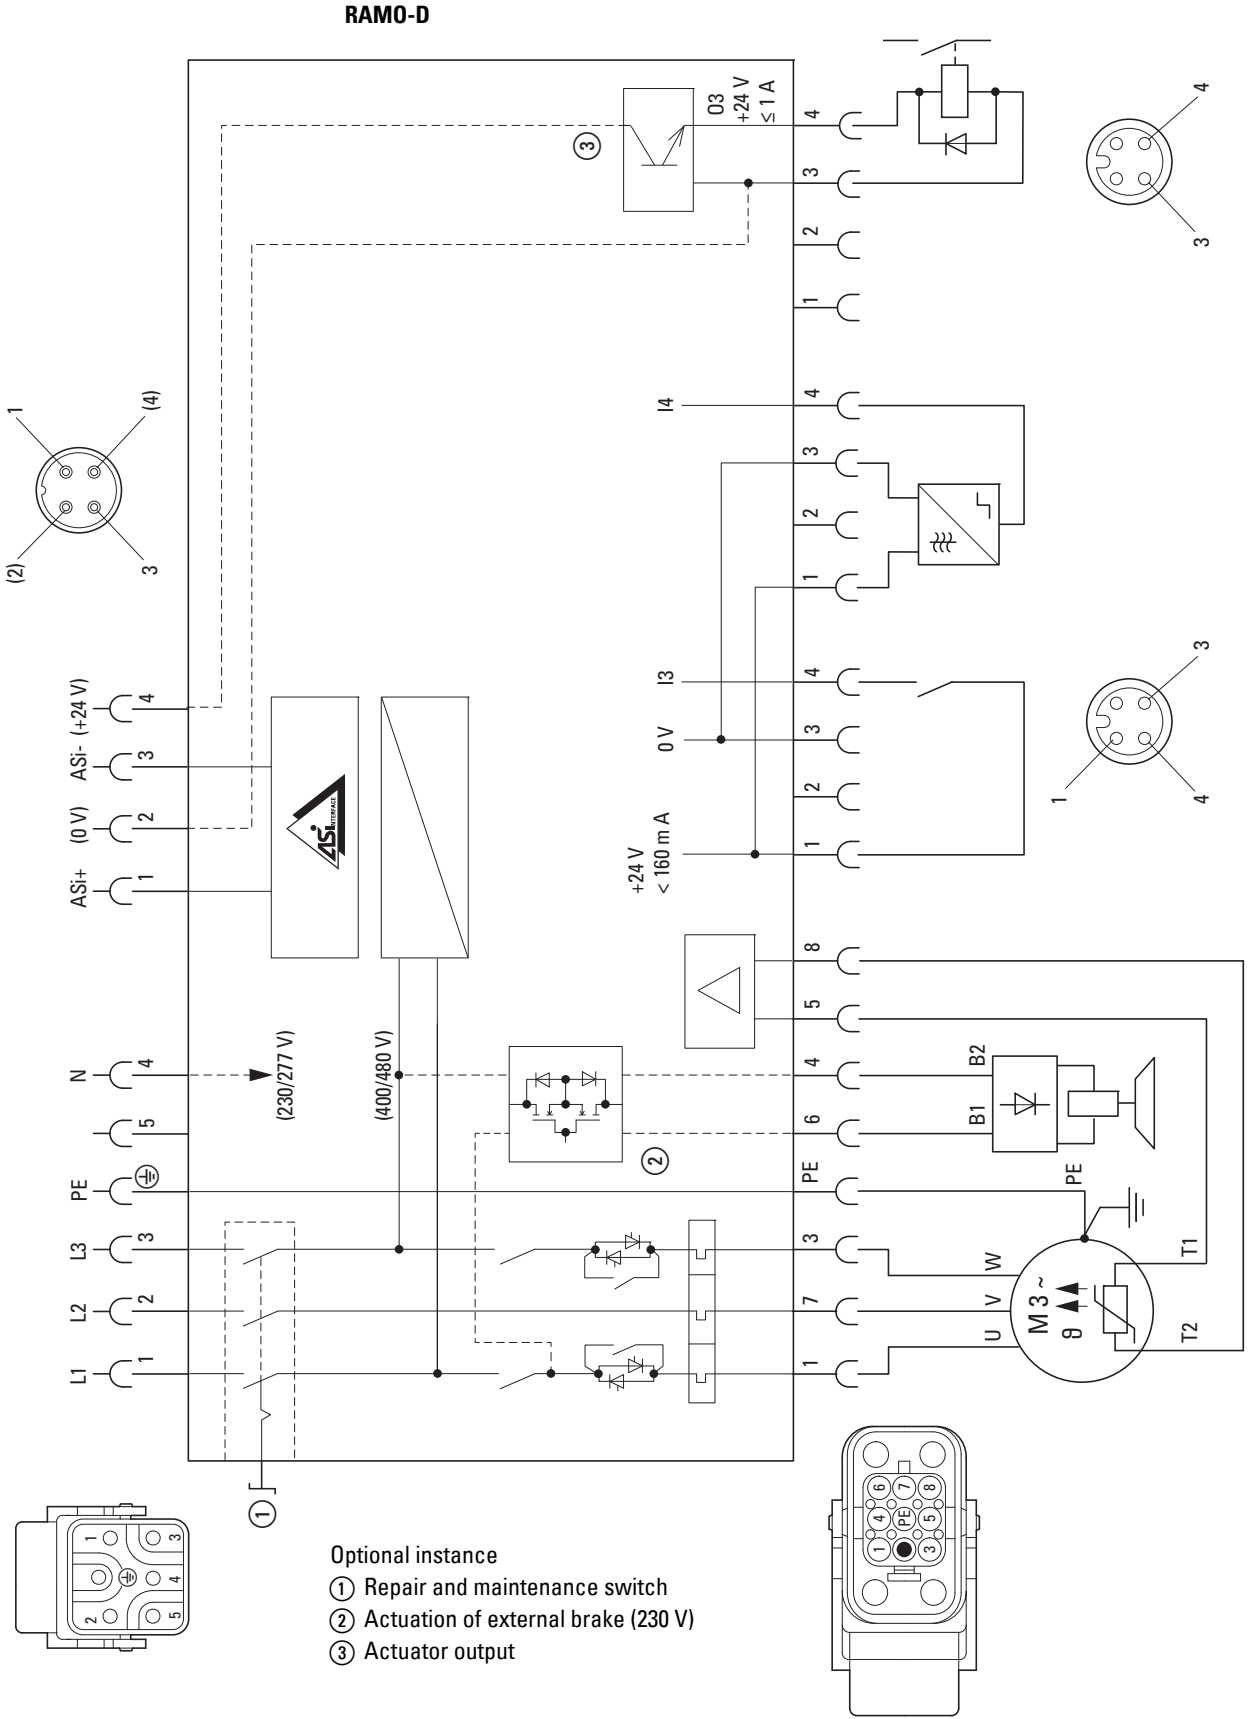 RAMO-D
O3
+24 V
≤ 1 A
4
3
2
1
③
4
3
1
(4)
(2)
3
I4
4
3
2
1
I3
0 V
+24 V
< 160 m A
4
3
2
1
3
1
4
ASi+
(0 V)
ASi-
(+24 V)
1
2
3
4
ASi
INTERFACE
N
PE
L3
L2
L1
4
5
3
2
1
(230/277 V)
(400/480 V)
②
8
5
4
6
PE
3
7
1
B2
B1
PE
W
V
U
M 3 ~
ϑ
T1
T2
①
1
2
3
4
5
6
7
8
4
PE
5
1
3
Optional instance
① Repair and maintenance switch
② Actuation of external brake (230 V)
③ Actuator output